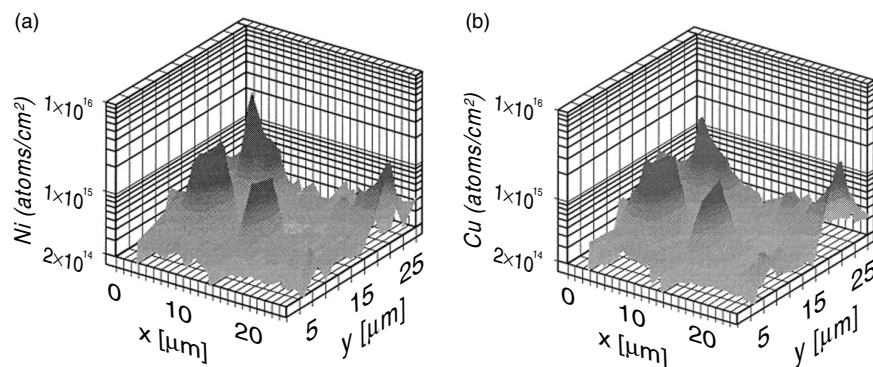 (a)
Ni (atoms/cm²)
1×10¹⁶
1×10¹⁵
2×10¹⁴
0
10
20
x [μm]
5
15
25
y [μm]
(b)
Cu (atoms/cm²)
1×10¹⁶
1×10¹⁵
2×10¹⁴
0
10
20
x [μm]
5
15
25
y [μm]